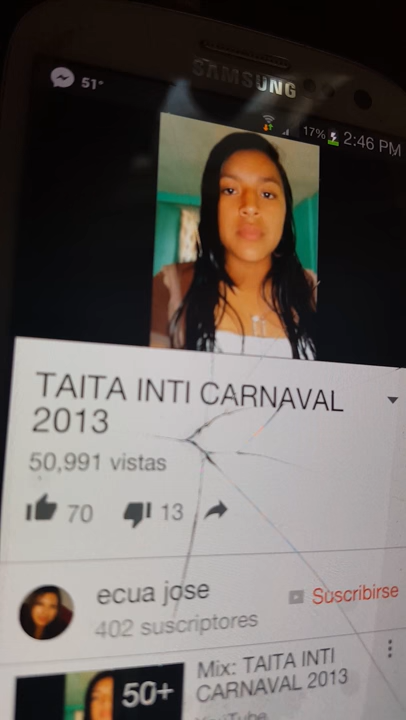 SAMSUNG
51°
17% 2:46 PM
TAITA INTI CARNAVAL
2013
50,991 vistas
70 13
ecua jose
Suscribirse
402 suscriptores
50+
Mix: TAITA INTI
CARNAVAL 2013
YouTube